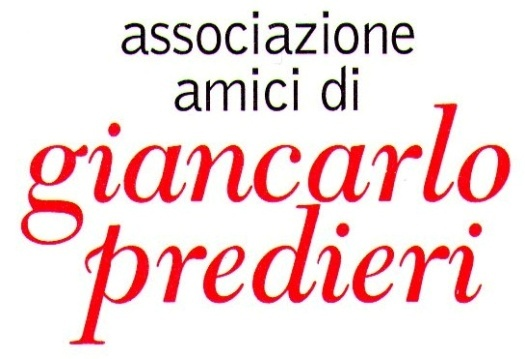 associazione
amici di
giancarlo
predieri